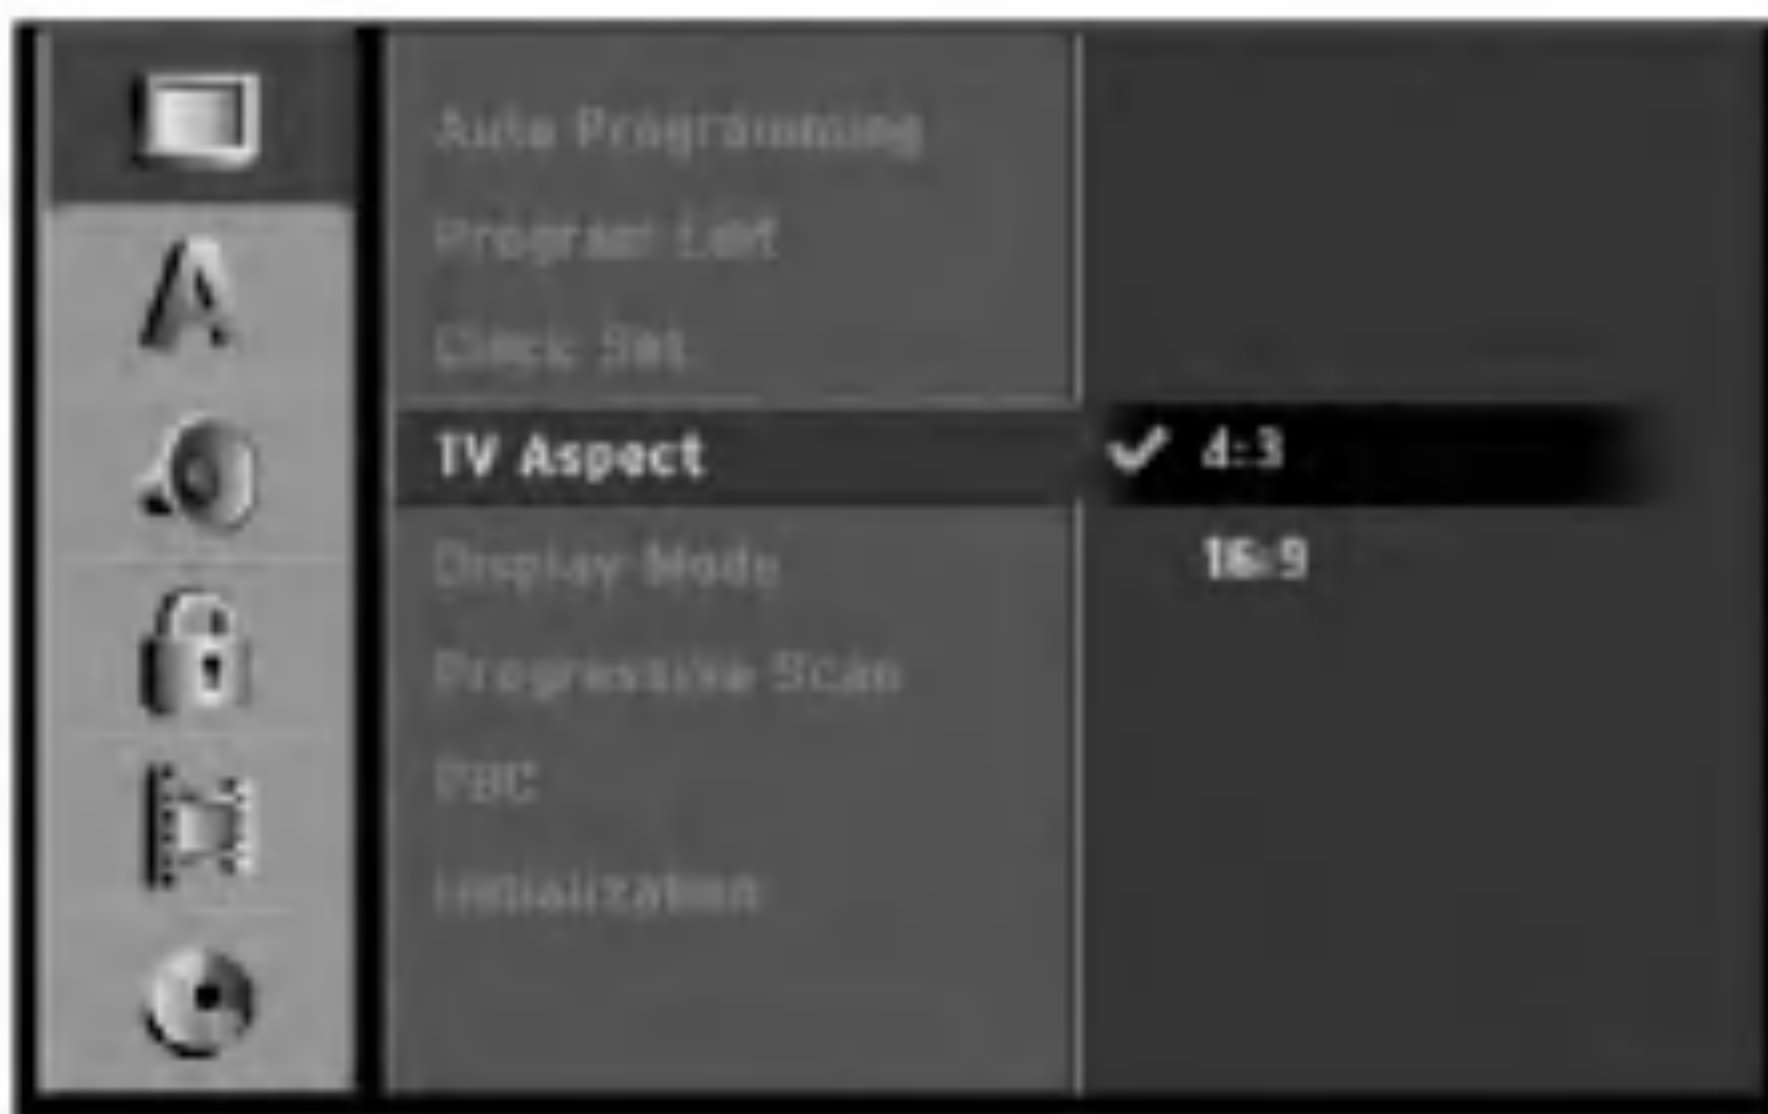 Auto Programming
Program Edit
Clock Set
TV Aspect
4:3
16:9
Display Mode
Progressive Scan
PBC
Initialization